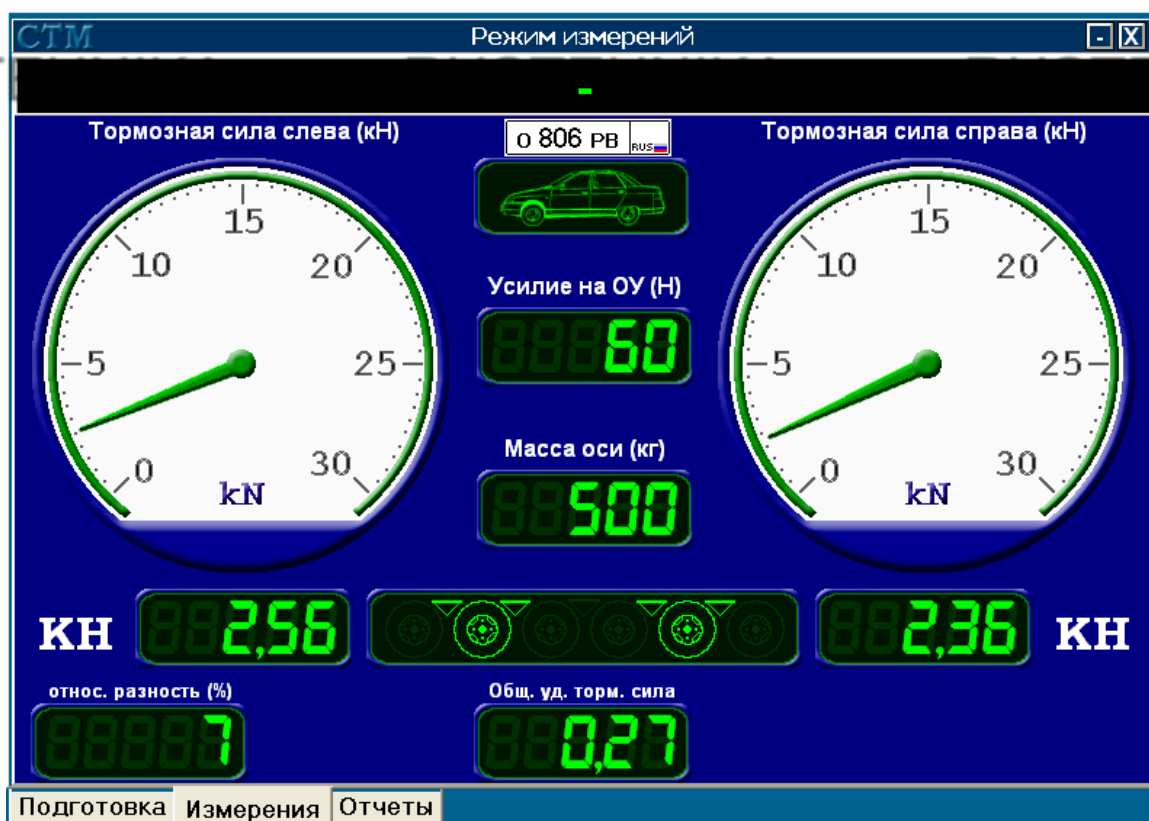 СТМ Режим измерений - X
-
Тормозная сила слева (кН)
о 806 РВ RUS
Тормозная сила справа (кН)
0 5 10 15 20 25 30
kN
Усилие на ОУ (Н)
60
Масса оси (кг)
500
0 5 10 15 20 25 30
kN
КН 2,56
2,36 КН
относ. разность (%)
7
Общ. уд. торм. сила
0,27
Подготовка Измерения Отчеты